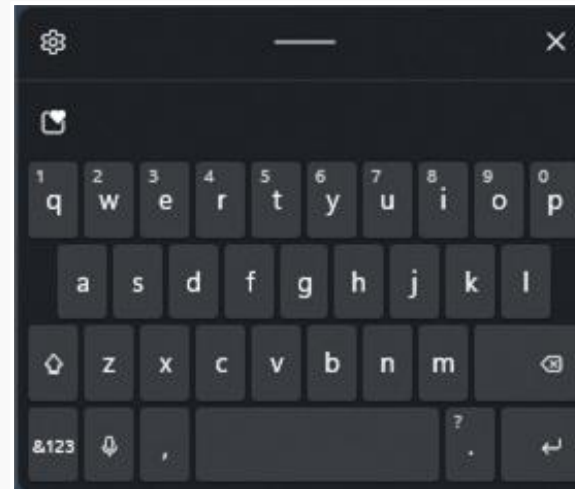 1 2 3 4 5 6 7 8 9 0
q w e r t y u i o p
a s d f g h j k l
z x c v b n m
?
&123 , .